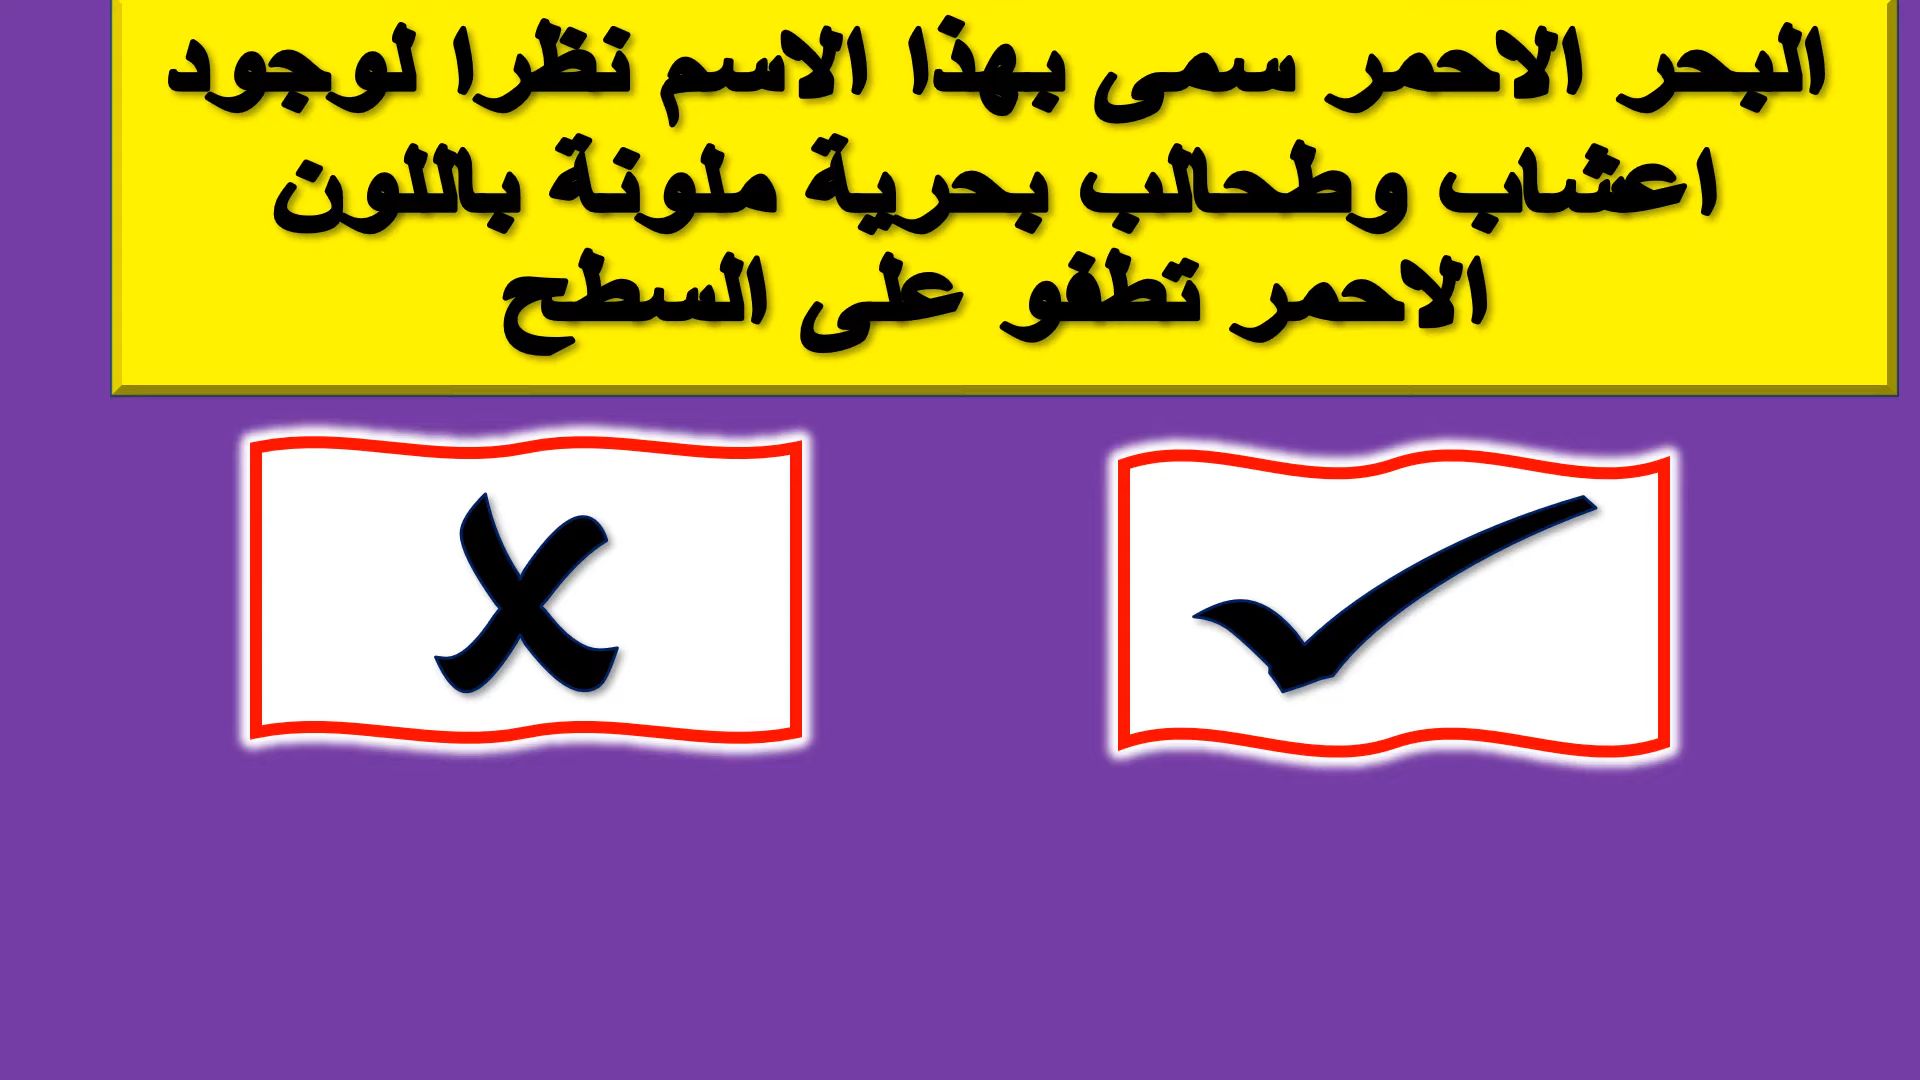 البحر الاحمر سمى بهذا الاسم نظرا لوجود
اعشاب وطحالب بحرية ملونة باللون
الاحمر تطفو على السطح